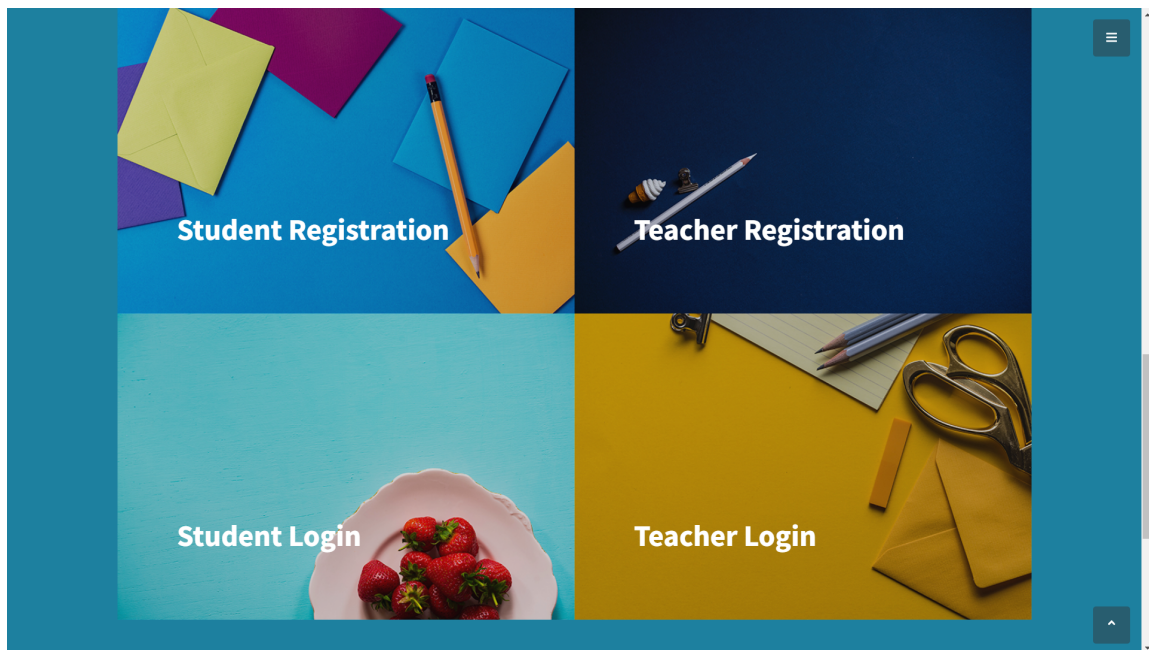 Student Registration
Teacher Registration
Student Login
Teacher Login